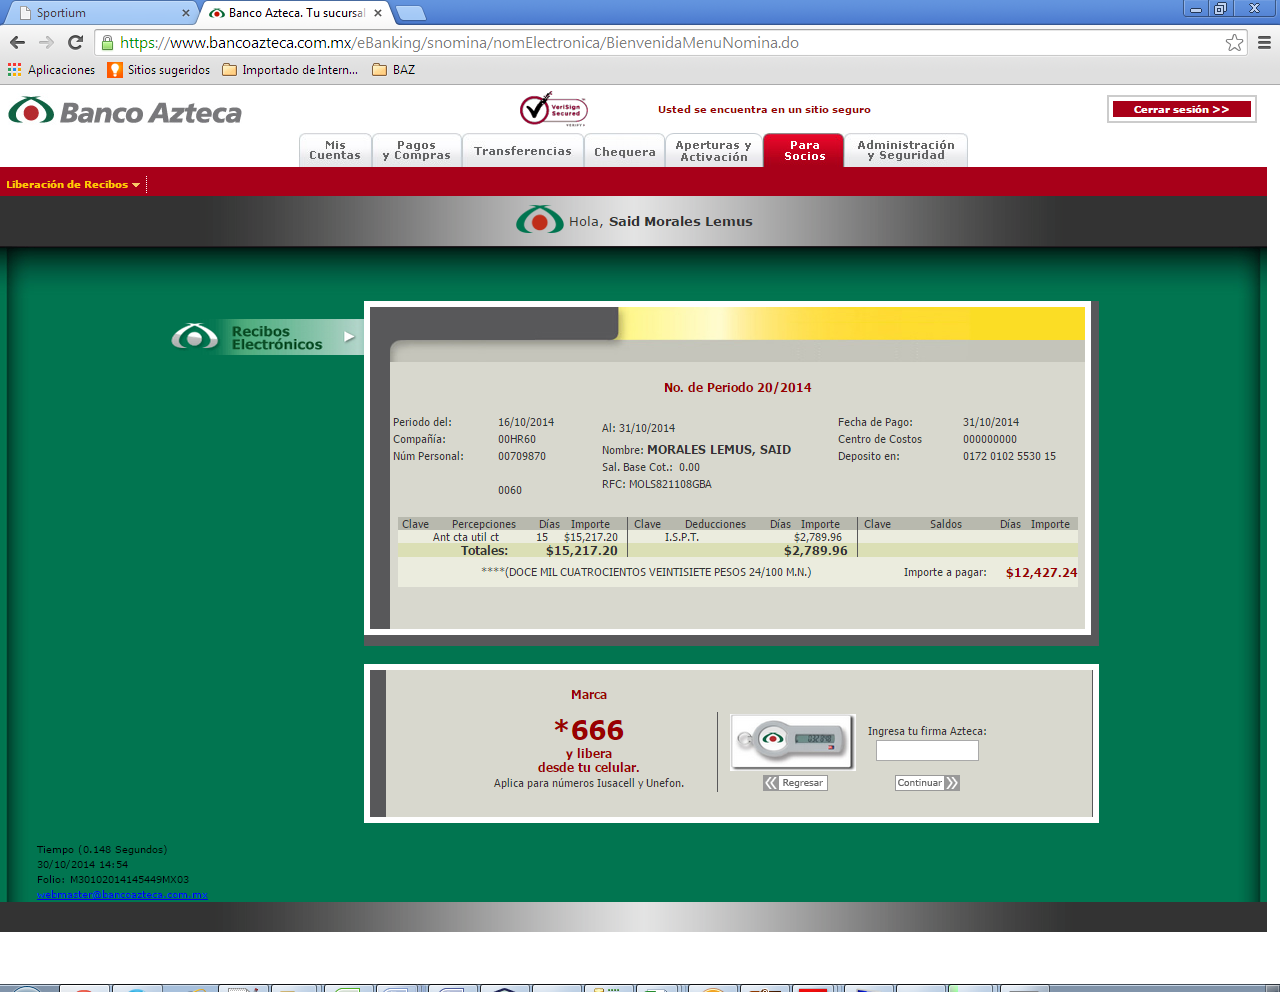 Sportium
Banco Azteca. Tu sucursal
https://www.bancoazteca.com.mx/eBanking/snomina/nomElectronica/BienvenidaMenuNomina.do
Aplicaciones Sitios sugeridos Importado de Intern... BAZ
Banco Azteca
VeriSign Secured
VERIFY
Usted se encuentra en un sitio seguro
Cerrar sesión >>
Mis Cuentas
Pagos y Compras
Transferencias
Chequera
Aperturas y Activación
Para Socios
Administración y Seguridad
Liberación de Recibos
Hola, Said Morales Lemus
Recibos
Electrónicos
No. de Periodo 20/2014
Periodo del: 16/10/2014 Al: 31/10/2014 Fecha de Pago: 31/10/2014
Compañía: 00HR60 Nombre: MORALES LEMUS, SAID Centro de Costos 000000000
Núm Personal: 00709870 Sal. Base Cot.: 0.00 Deposito en: 0172 0102 5530 15
0060 RFC: MOLS821108GBA
Clave Percepciones Días Importe Clave Deducciones Días Importe Clave Saldos Días Importe
Ant cta util ct 15 $15,217.20 I.S.P.T. $2,789.96
Totales: $15,217.20 $2,789.96
****(DOCE MIL CUATROCIENTOS VEINTISIETE PESOS 24/100 M.N.) Importe a pagar: $12,427.24
Marca
*666
y libera
desde tu celular.
Aplica para números Iusacell y Unefon.
Ingresa tu firma Azteca:
Regresar
Continuar
Tiempo (0.148 Segundos)
30/10/2014 14:54
Folio: M30102014145449MX03
webmaster@bancoazteca.com.mx